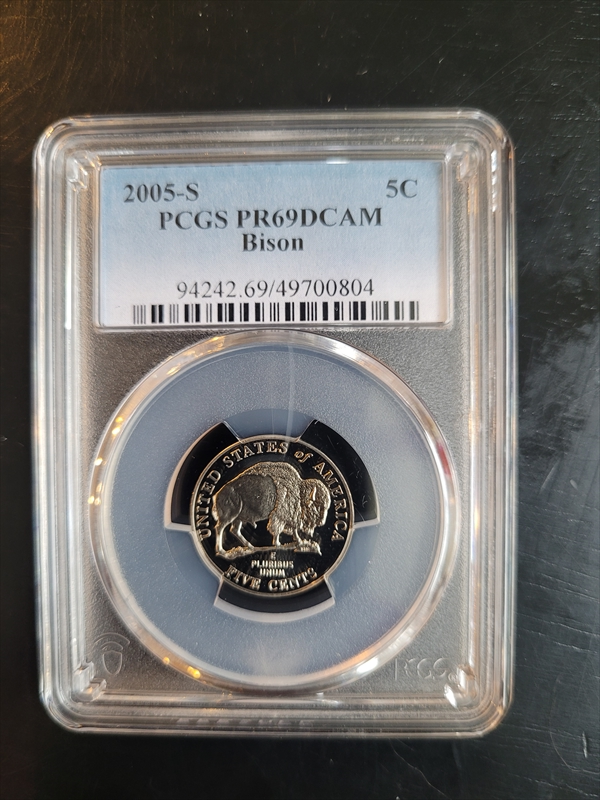 2005-S 5C
PCGS PR69DCAM
Bison
94242.69/49700804
UNITED STATES of AMERICA
E
PLURIBUS
UNUM
FIVE CENTS
PCGS